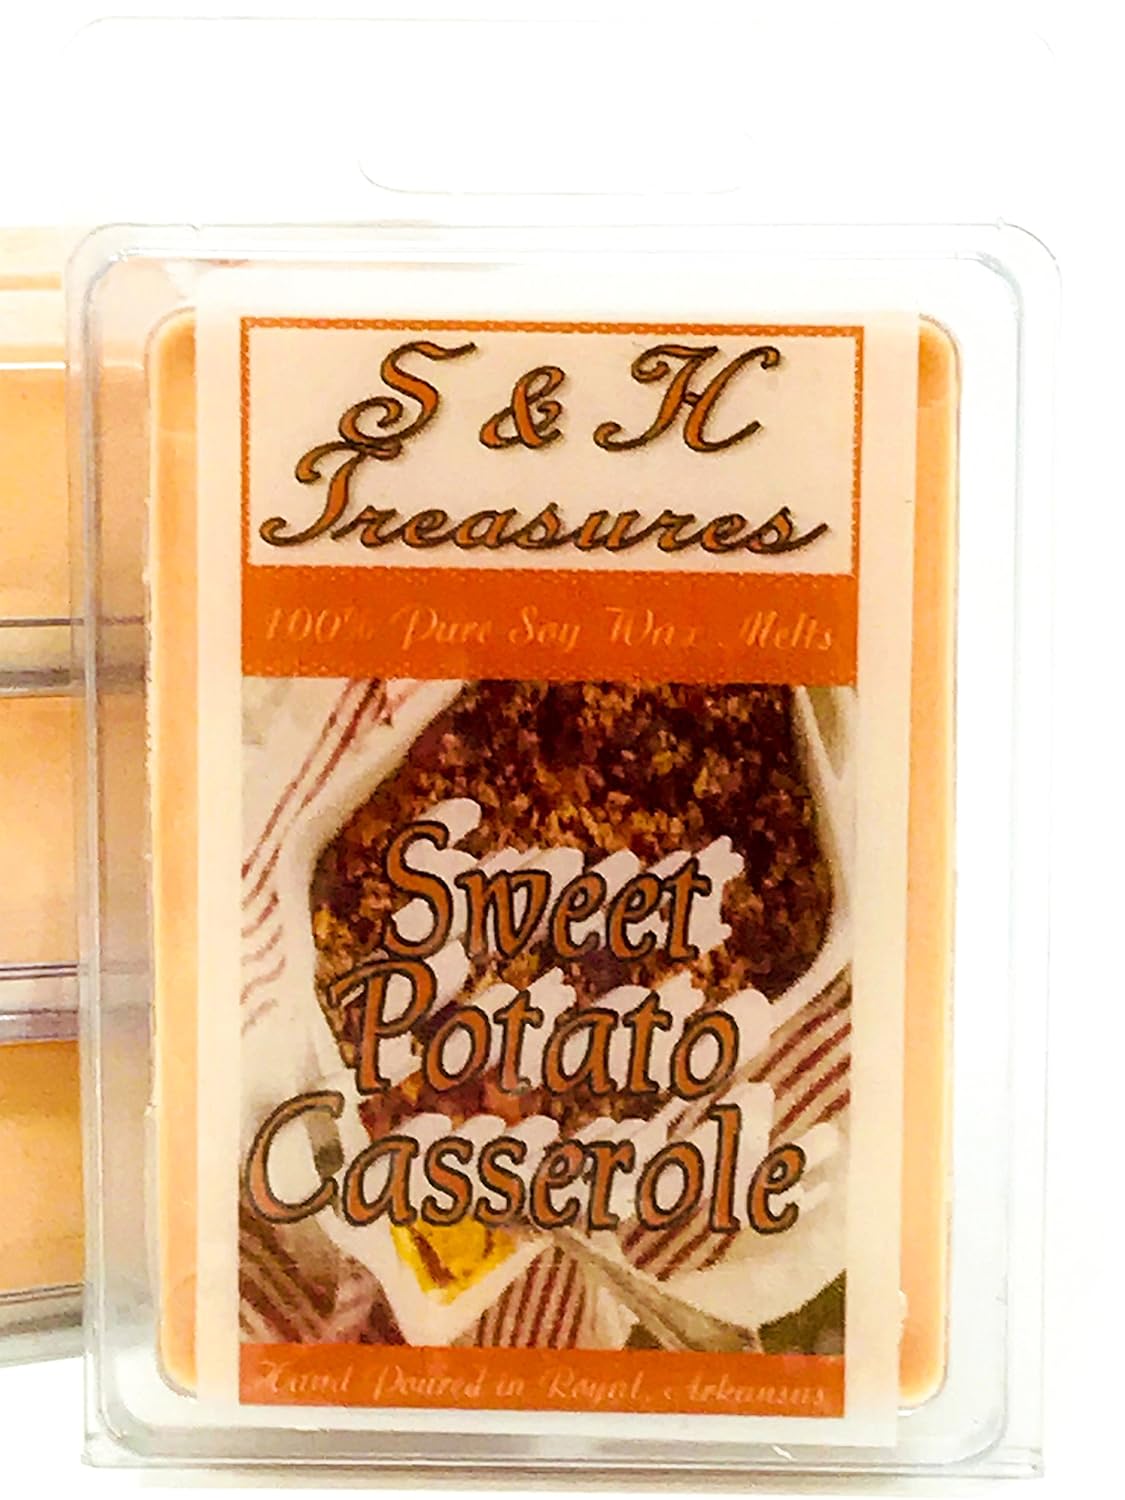 S & H
Treasures
100% Pure Soy Wax Melts
Sweet
Potato
Casserole
Hand Poured in Royal, Arkansas